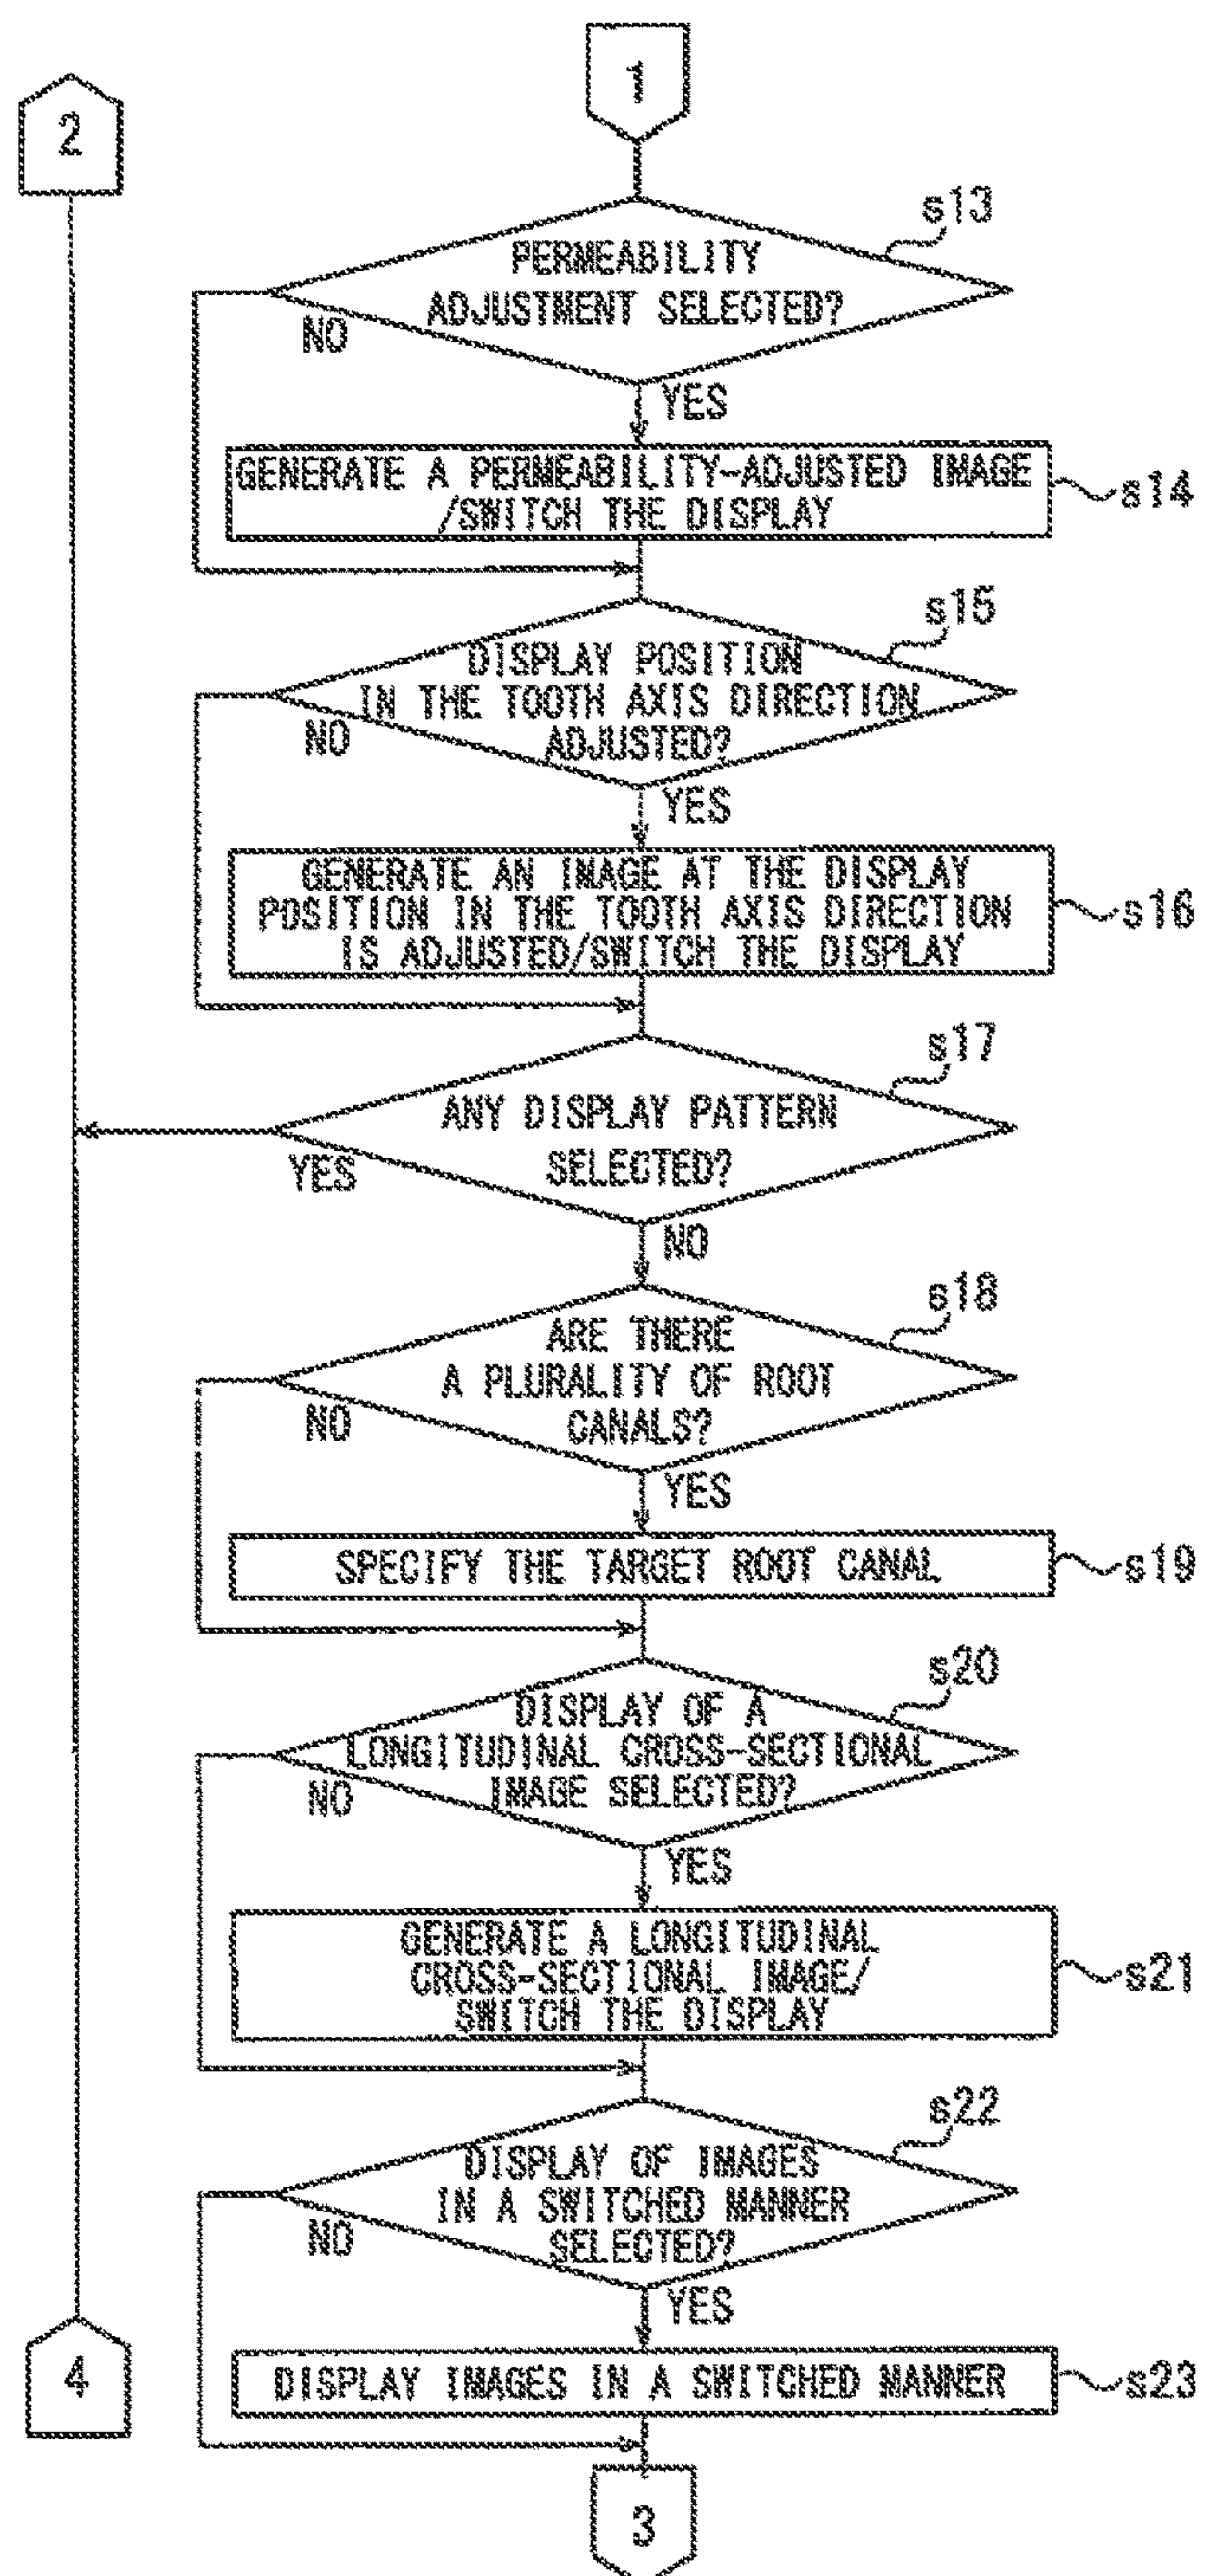 1
2
s13
PERMEABILITY
ADJUSTMENT SELECTED?
NO
YES
GENERATE A PERMEABILITY-ADJUSTED IMAGE
/SWITCH THE DISPLAY
s14
s15
DISPLAY POSITION
IN THE TOOTH AXIS DIRECTION
ADJUSTED?
NO
YES
GENERATE AN IMAGE AT THE DISPLAY
POSITION IN THE TOOTH AXIS DIRECTION
IS ADJUSTED/SWITCH THE DISPLAY
s16
s17
ANY DISPLAY PATTERN
SELECTED?
YES
NO
s18
ARE THERE
A PLURALITY OF ROOT
CANALS?
NO
YES
SPECIFY THE TARGET ROOT CANAL
s19
s20
DISPLAY OF A
LONGITUDINAL CROSS-SECTIONAL
IMAGE SELECTED?
NO
YES
GENERATE A LONGITUDINAL
CROSS-SECTIONAL IMAGE/
SWITCH THE DISPLAY
s21
s22
DISPLAY OF IMAGES
IN A SWITCHED MANNER
SELECTED?
NO
YES
4
DISPLAY IMAGES IN A SWITCHED MANNER
s23
3